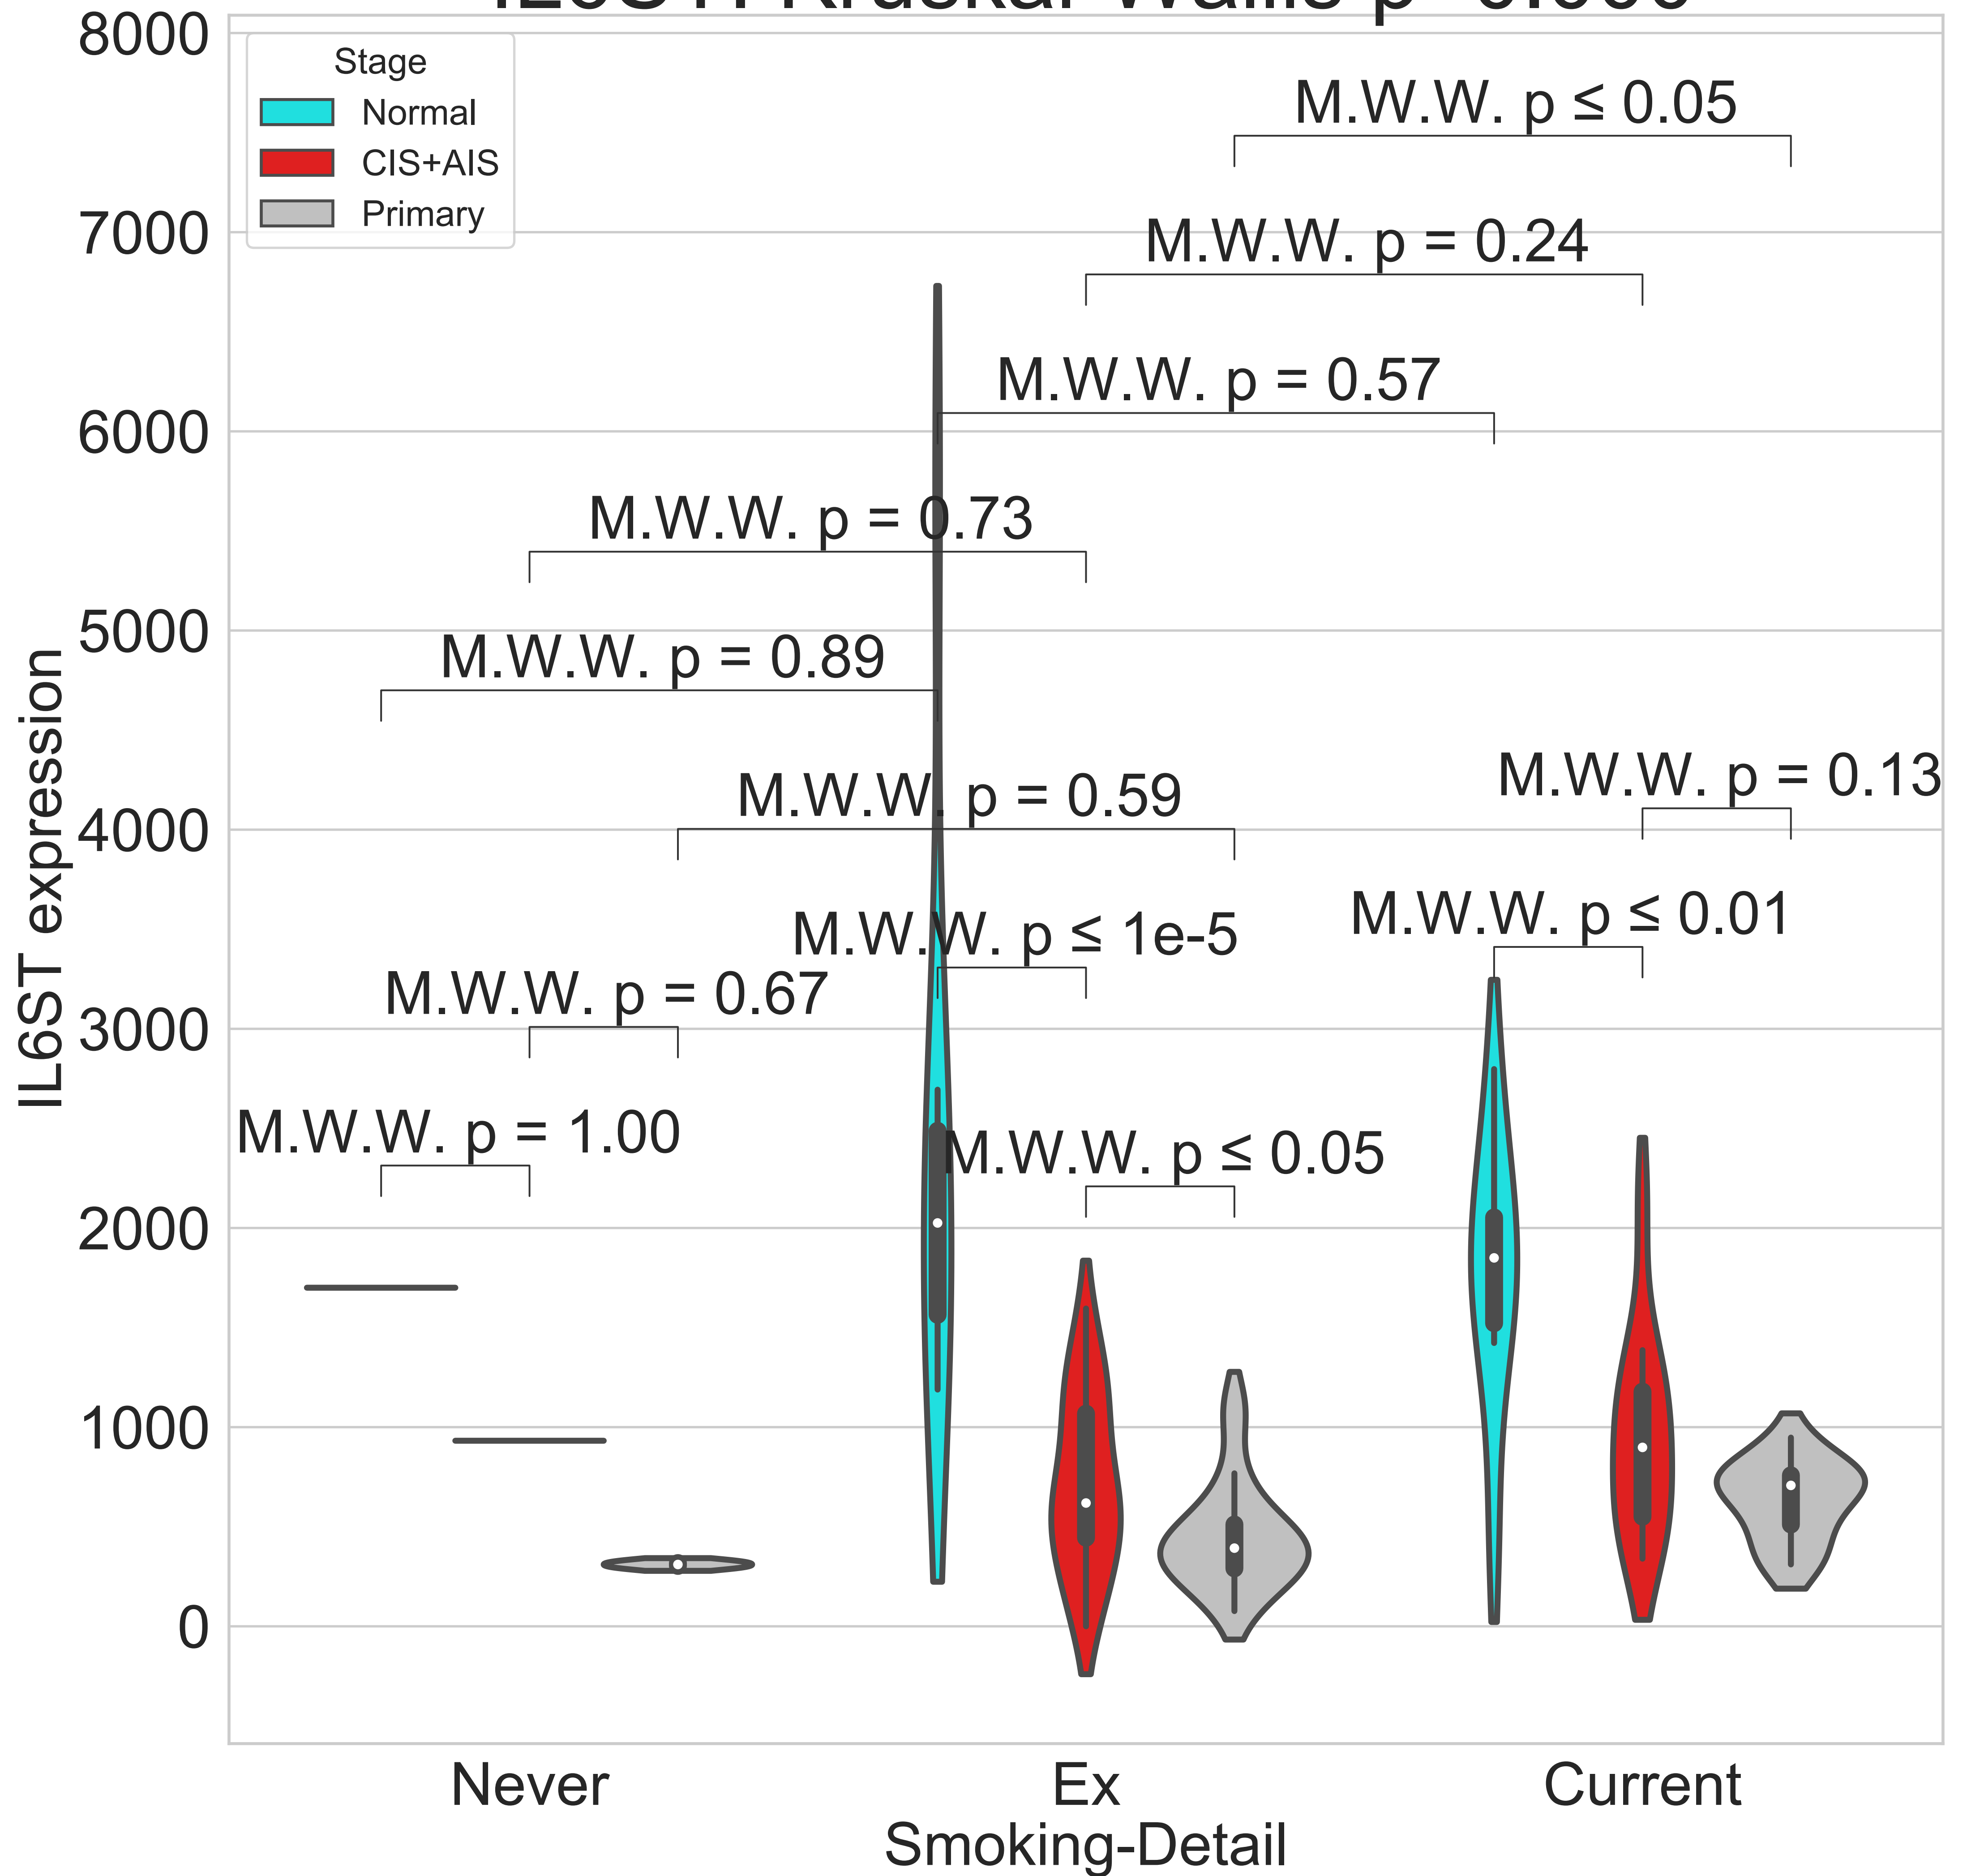 8000
7000
6000
5000
4000
3000
2000
1000
0
IL6ST expression
Stage
Normal
CIS+AIS
Primary
M.W.W. p ≤ 0.05
M.W.W. p = 0.24
M.W.W. p = 0.57
M.W.W. p = 0.73
M.W.W. p = 0.89
M.W.W. p = 0.59
M.W.W. p = 0.13
M.W.W. p ≤ 1e-5
M.W.W. p ≤ 0.01
M.W.W. p = 0.67
M.W.W. p = 1.00
M.W.W. p ≤ 0.05
Never
Ex
Current
Smoking-Detail